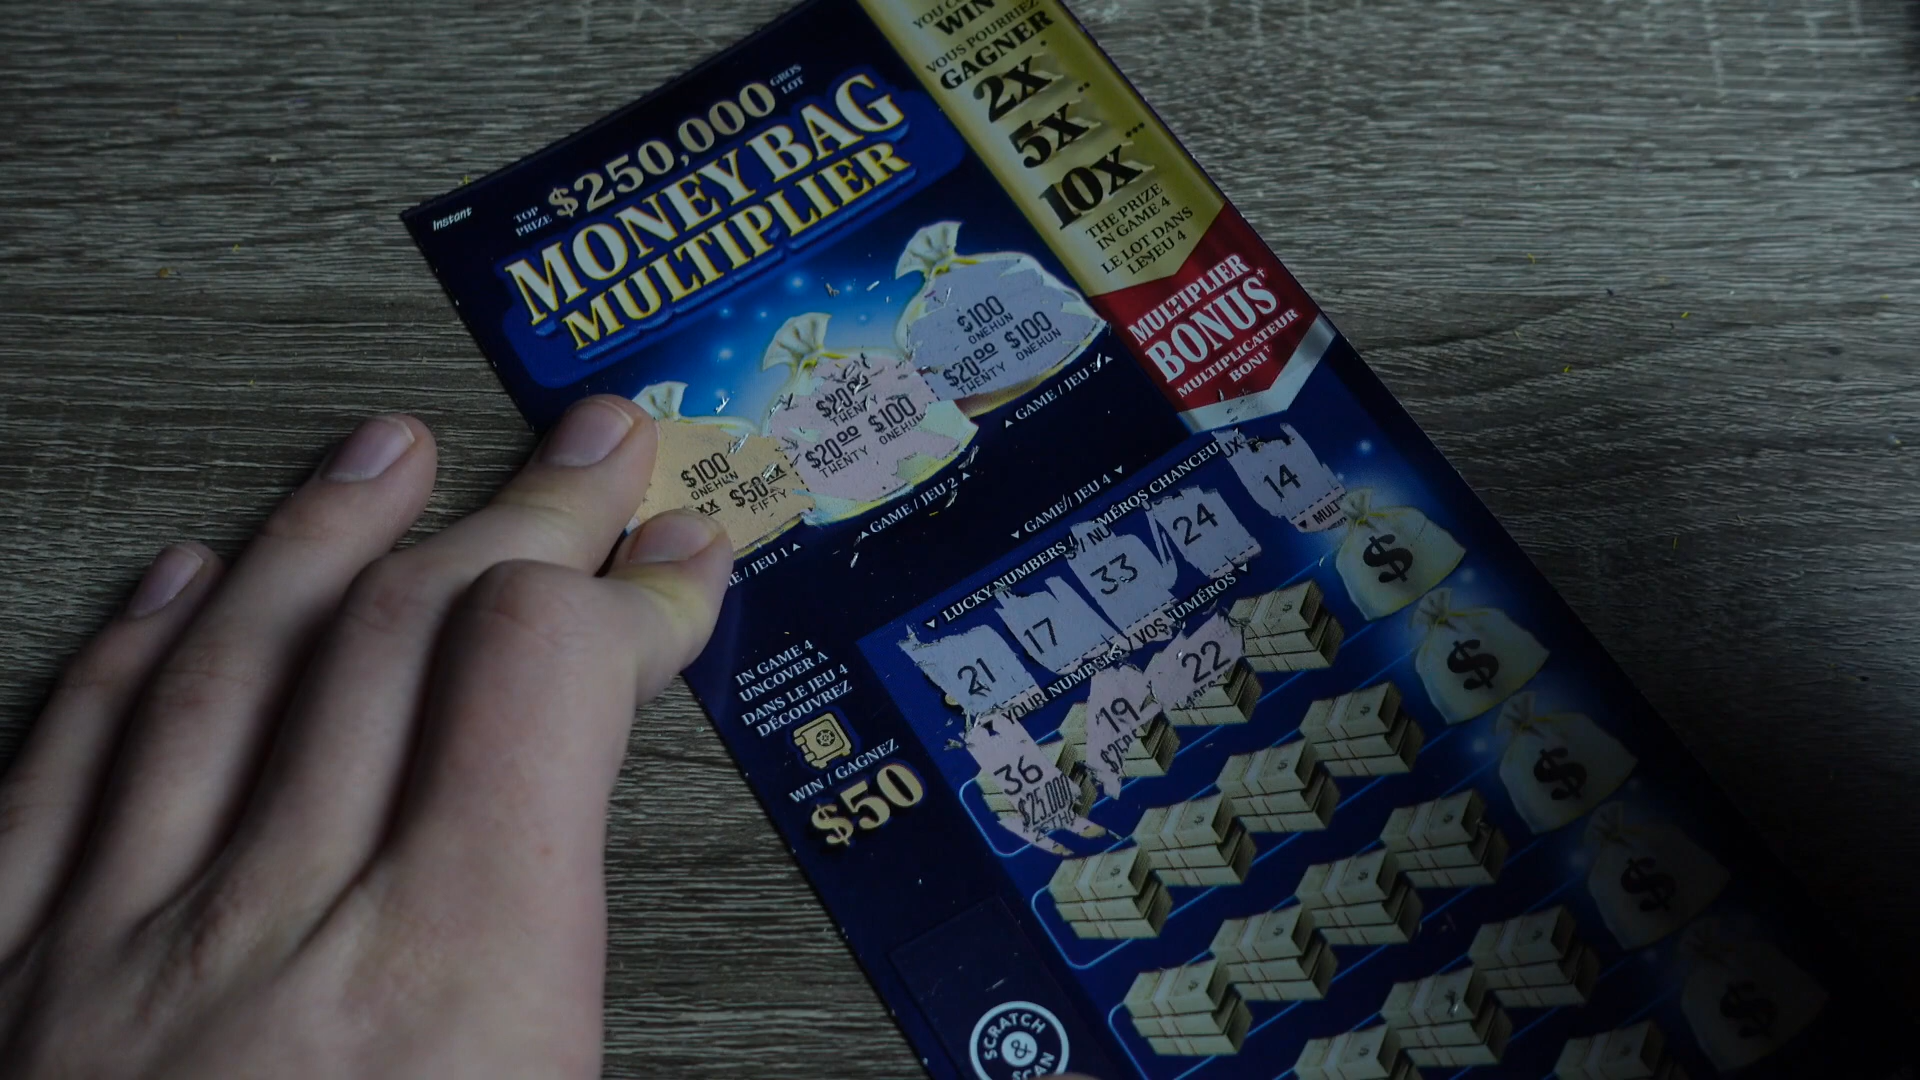 Instant
TOP
PRIZE
$250,000
GROS
LOT
MONEY BAG
MULTIPLIER
WIN
VOUS POURRIEZ
GAGNER
2X*
5X**
10X***
THE PRIZE
IN GAME 4
LE LOT DANS
LE JEU 4
MULTIPLIER
BONUS†
MULTIPLICATEUR
BONI†
$100
ONEHUN
$50
FIFTY
/ JEU 1
$20
TWENTY
$20.00
TWENTY
$100
ONEHUN
GAME / JEU 2
$100
ONEHUN
$20.00
TWENTY
$100
ONEHUN
GAME / JEU 3
GAME / JEU 4
LUCKY NUMBERS / NUMÉROS CHANCEUX
21
17
33
24
14
MULT
YOUR NUMBERS / VOS NUMÉROS
36
$25,000
19
22
IN GAME 4
UNCOVER A
DANS LE JEU 4
DÉCOUVREZ
WIN / GAGNEZ
$50
SCRATCH
&
SCAN